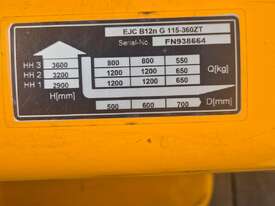 EJC B12n G 115-360ZT
Serial-No FN938664
HH 3 3600 800 800 550
HH 2 3200 1200 1200 650 Q[kg]
HH 1 2900 1200 1200 650
H[mm] 500 600 700 D[mm]